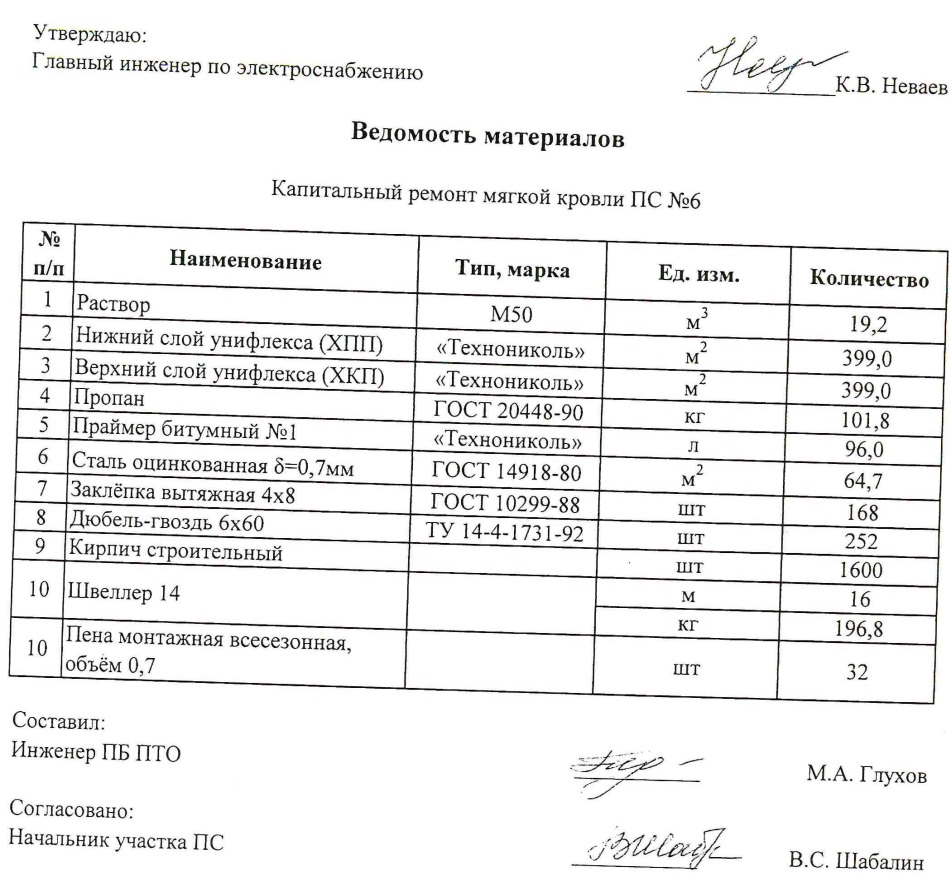 Утверждаю:
Главный инженер по электроснабжению
К.В. Неваев
Ведомость материалов
Капитальный ремонт мягкой кровли ПС №6
№ п/п Наименование Тип, марка Ед. изм. Количество
1 Раствор М50 м³ 19,2
2 Нижний слой унифлекса (ХПП) «Технониколь» м² 399,0
3 Верхний слой унифлекса (ХКП) «Технониколь» м² 399,0
4 Пропан ГОСТ 20448-90 кг 101,8
5 Праймер битумный №1 «Технониколь» л 96,0
6 Сталь оцинкованная δ=0,7мм ГОСТ 14918-80 м² 64,7
7 Заклёпка вытяжная 4х8 ГОСТ 10299-88 шт 168
8 Дюбель-гвоздь 6х60 ТУ 14-4-1731-92 шт 252
9 Кирпич строительный шт 1600
10 Швеллер 14 м 16
кг 196,8
10 Пена монтажная всесезонная,
объём 0,7 шт 32
Составил:
Инженер ПБ ПТО
М.А. Глухов
Согласовано:
Начальник участка ПС
В.С. Шабалин